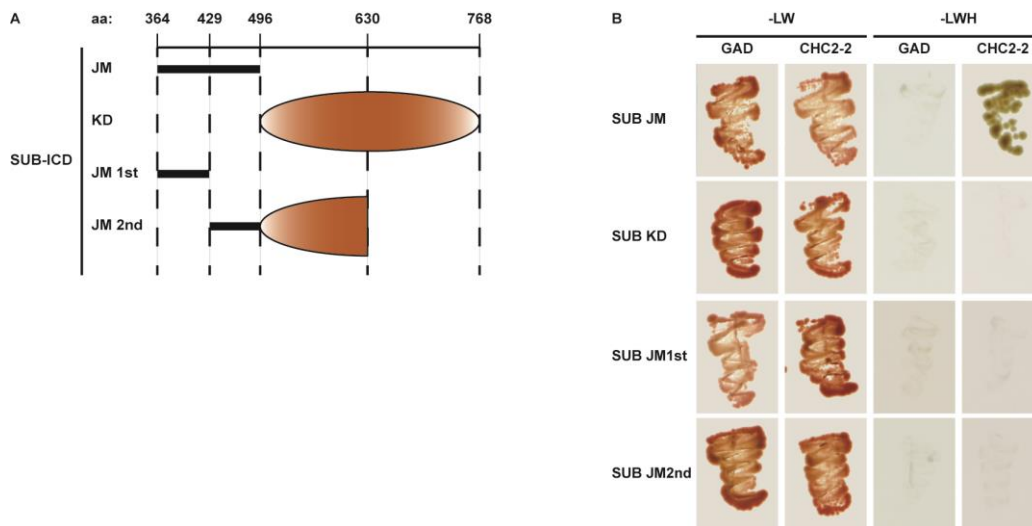 A
aa:
364 429 496 630 768
JM
KD
SUB-ICD
JM 1st
JM 2nd
B
-LW -LWH
GAD CHC2-2 GAD CHC2-2
SUB JM
SUB KD
SUB JM1st
SUB JM2nd